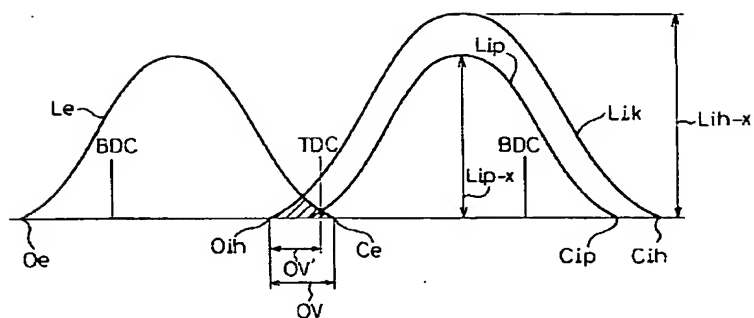 Le
BDC
TDC
Lip
BDC
Lik
Lih-x
Lip-x
Oe
Oih
Ce
Cip
Cih
OV'
OV